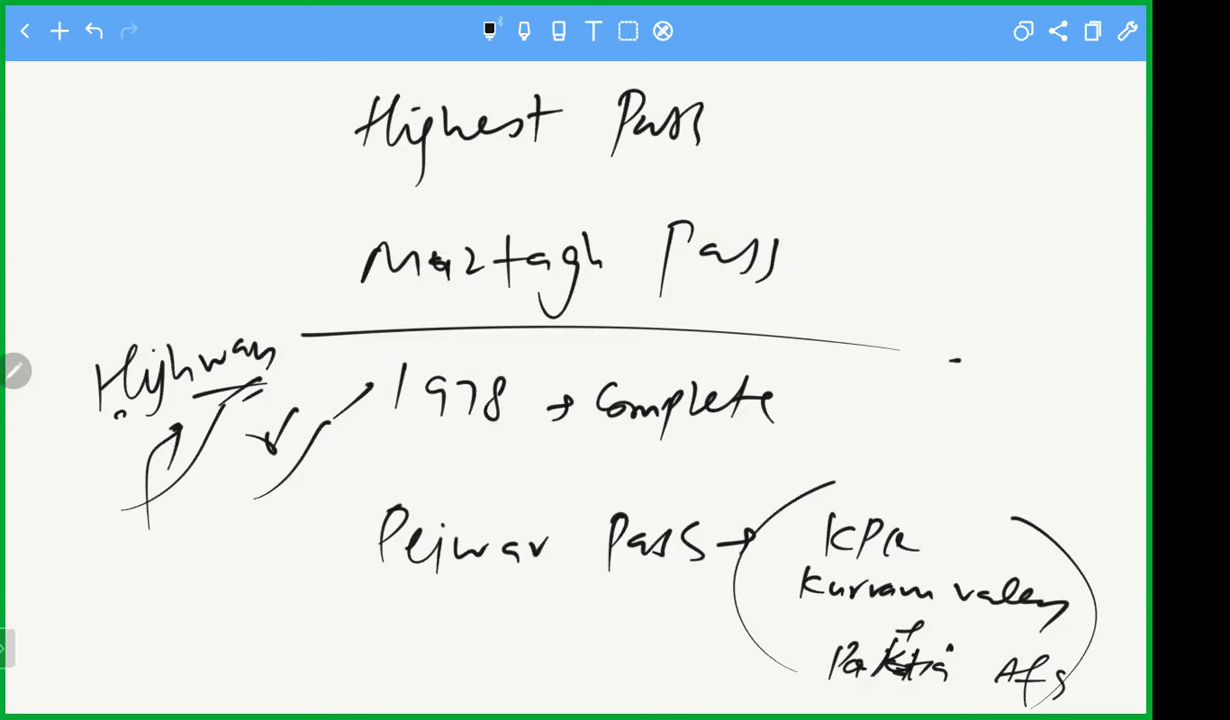 Highest Pass
Maztagh Pass
Highway
1978 → Complete
Peiwar Pass → KPK
Kurram valley
Paktia Afg
T